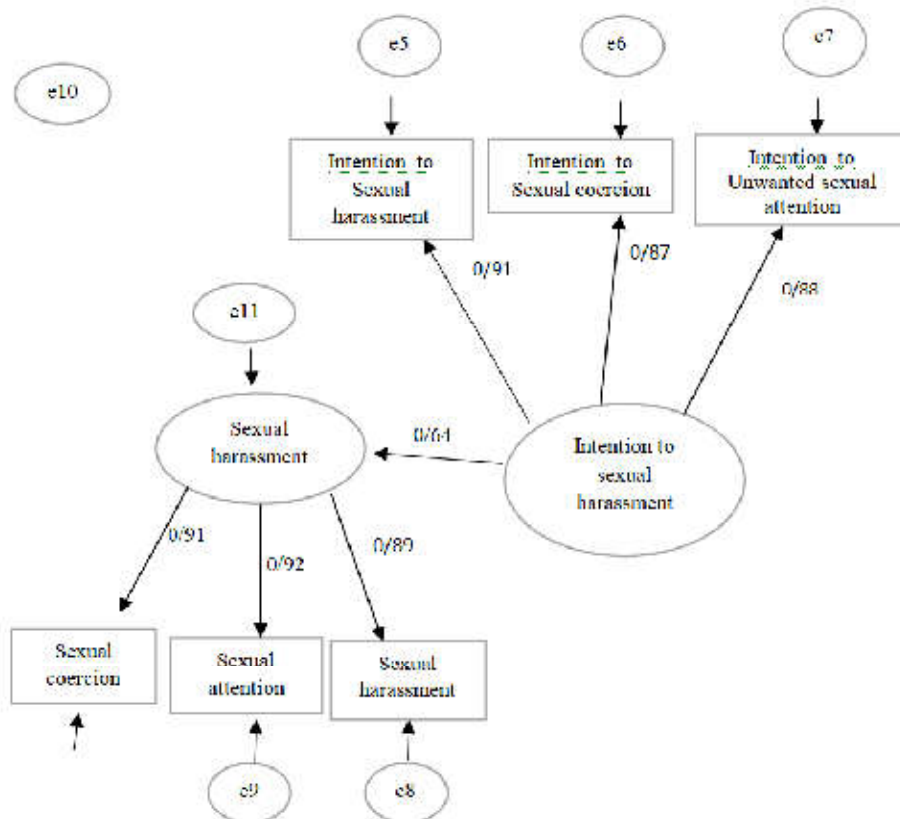 e5
e6
e7
e10
Intention to
Sexual
harassment
Intention to
Sexual coercion
Intention to
Unwanted sexual
attention
0/91
0/87
0/88
e11
Sexual
harassment
0/64
Intention to
sexual
harassment
0/91
0/92
0/89
Sexual
coercion
Sexual
attention
Sexual
harassment
e9
e8